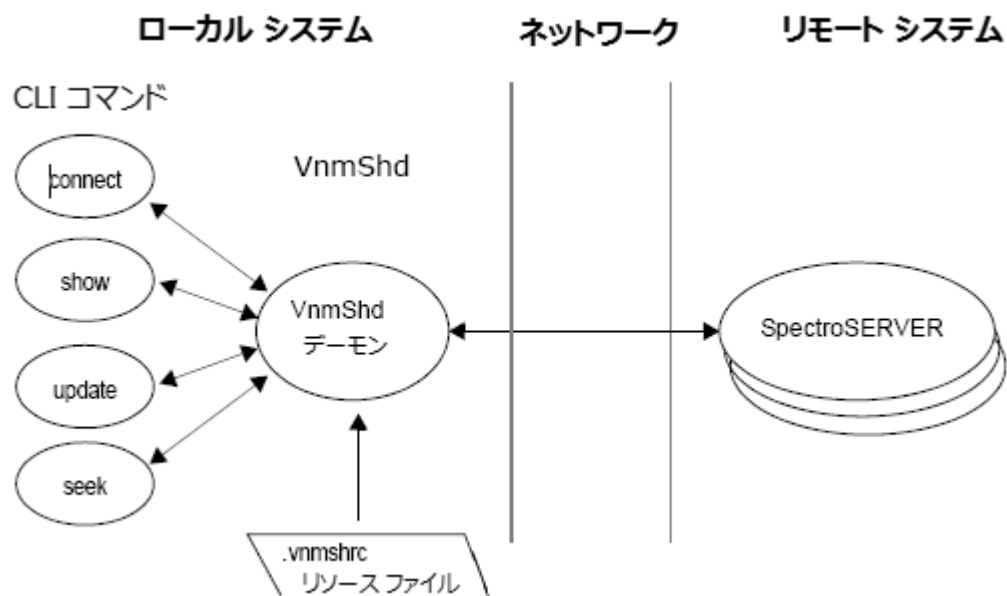 ローカル システム
ネットワーク
リモート システム
CLI コマンド
VnmShd
connect
show
update
seek
VnmShd
デーモン
SpectroSERVER
.vnmshrc
リソース ファイル